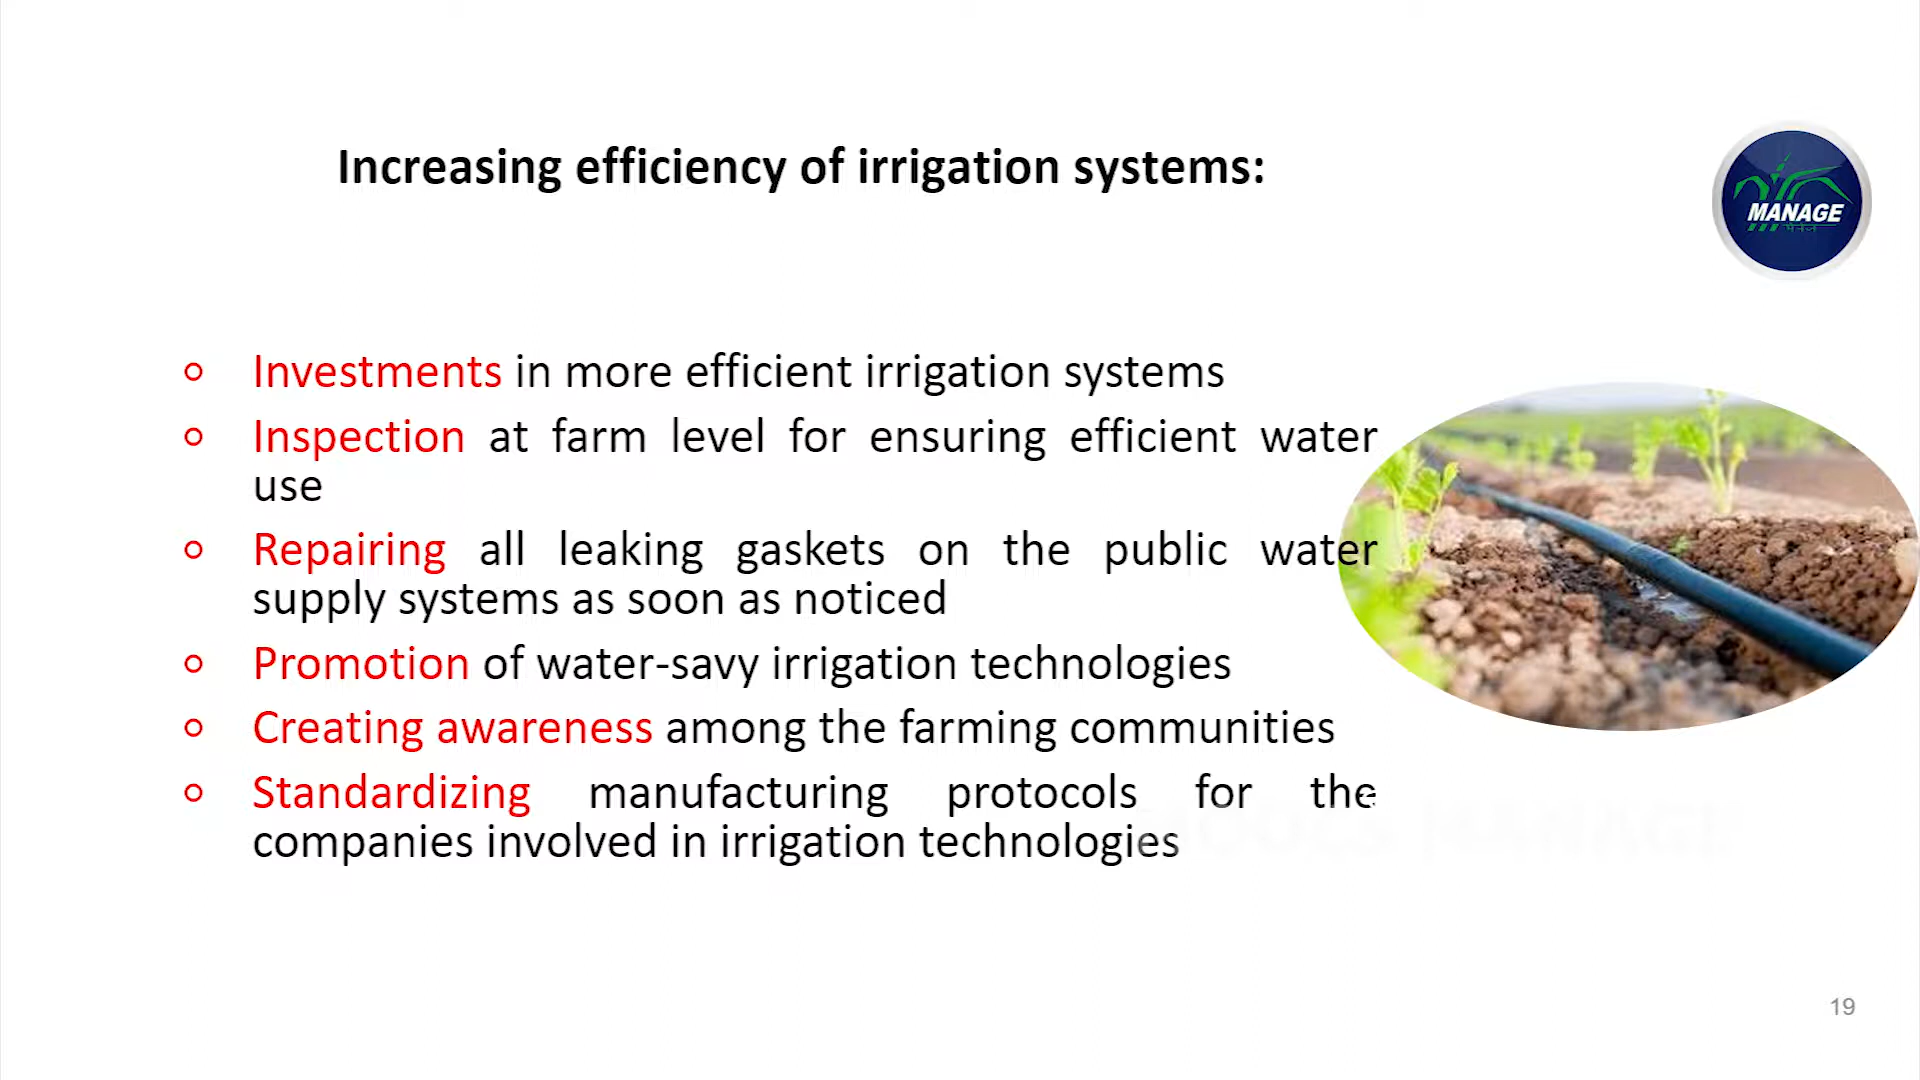 Increasing efficiency of irrigation systems:
MANAGE
मैनेज
Investments in more efficient irrigation systems
Inspection at farm level for ensuring efficient water
use
Repairing all leaking gaskets on the public water
supply systems as soon as noticed
Promotion of water-savy irrigation technologies
Creating awareness among the farming communities
Standardizing manufacturing protocols for the
companies involved in irrigation technologies
19